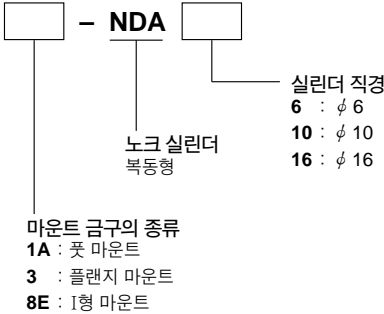 – NDA
실린더 직경
6 : φ 6
10 : φ 10
16 : φ 16
노크 실린더
복동형
마운트 금구의 종류
1A : 풋 마운트
3 : 플랜지 마운트
8E : I형 마운트